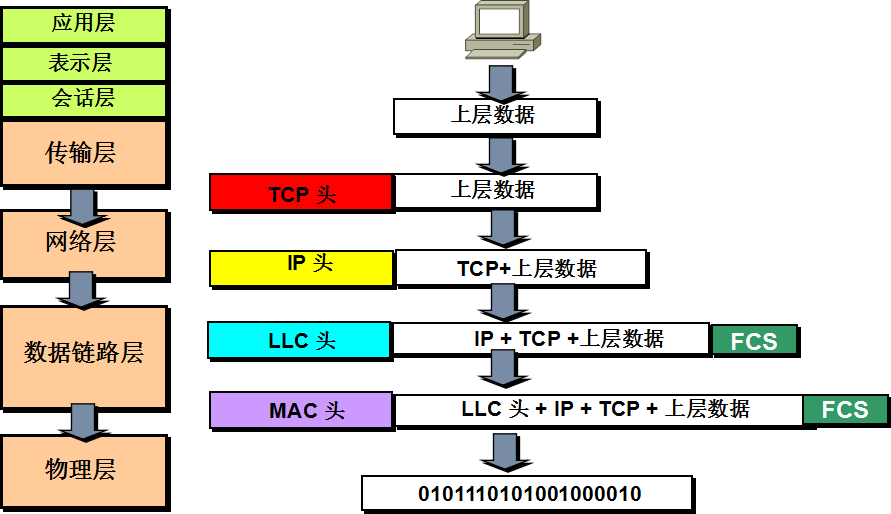 应用层
表示层
会话层
传输层
网络层
数据链路层
物理层
上层数据
TCP 头
上层数据
IP 头
TCP+上层数据
LLC 头
IP + TCP +上层数据
FCS
MAC 头
LLC 头 + IP + TCP + 上层数据
FCS
0101110101001000010